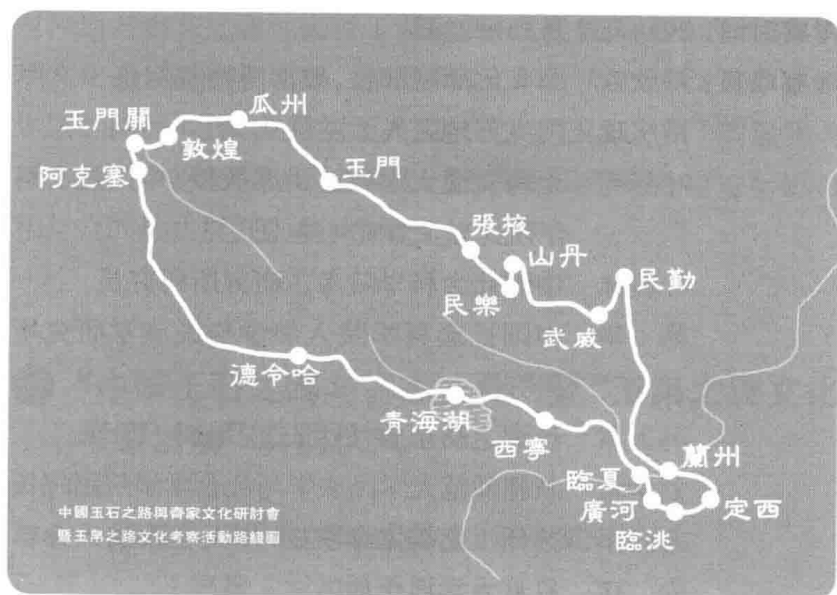 瓜州
玉門關
敦煌
阿克塞
玉門
張掖
山丹
民勤
民樂
武威
德令哈
青海湖
西寧
蘭州
臨夏
廣河
定西
臨洮
中國玉石之路與齊家文化研討會
暨玉帛之路文化考察活動路綫圖